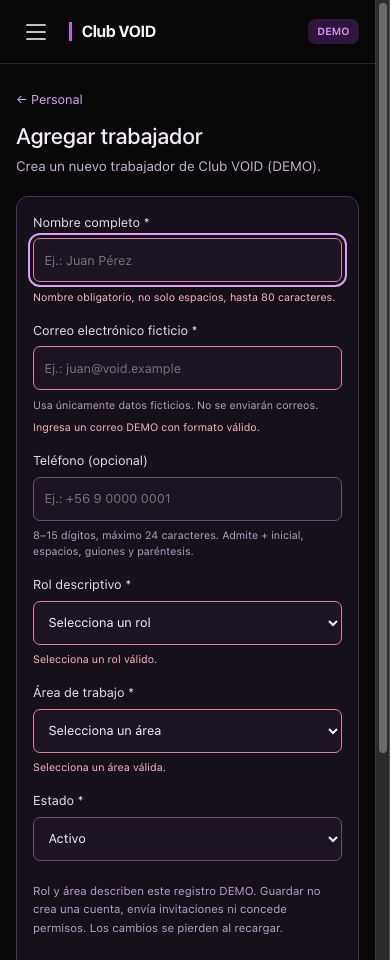 Club VOID
DEMO
← Personal
Agregar trabajador
Crea un nuevo trabajador de Club VOID (DEMO).
Nombre completo *
Ej.: Juan Pérez
Nombre obligatorio, no solo espacios, hasta 80 caracteres.
Correo electrónico ficticio *
Ej.: juan@void.example
Usa únicamente datos ficticios. No se enviarán correos.
Ingresa un correo DEMO con formato válido.
Teléfono (opcional)
Ej.: +56 9 0000 0001
8–15 dígitos, máximo 24 caracteres. Admite + inicial,
espacios, guiones y paréntesis.
Rol descriptivo *
Selecciona un rol
Selecciona un rol válido.
Área de trabajo *
Selecciona un área
Selecciona un área válida.
Estado *
Activo
Rol y área describen este registro DEMO. Guardar no
crea una cuenta, envía invitaciones ni concede
permisos. Los cambios se pierden al recargar.